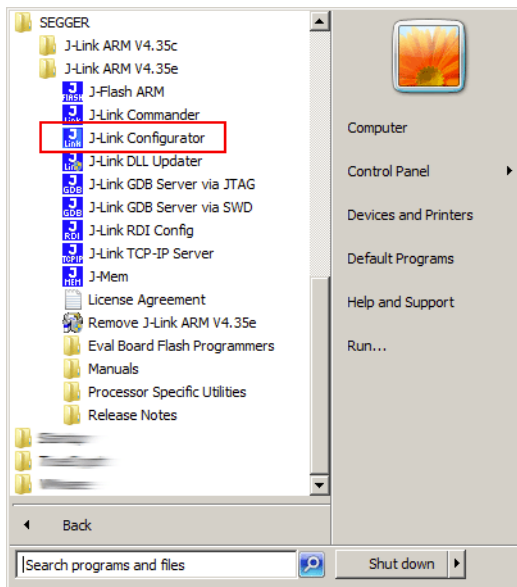 SEGGER
J-Link ARM V4.35c
J-Link ARM V4.35e
J-Flash ARM
J-Link Commander
J-Link Configurator
J-Link DLL Updater
J-Link GDB Server via JTAG
J-Link GDB Server via SWD
J-Link RDI Config
J-Link TCP-IP Server
J-Mem
License Agreement
Remove J-Link ARM V4.35e
Eval Board Flash Programmers
Manuals
Processor Specific Utilities
Release Notes
Back
Search programs and files
Computer
Control Panel
Devices and Printers
Default Programs
Help and Support
Run...
Shut down